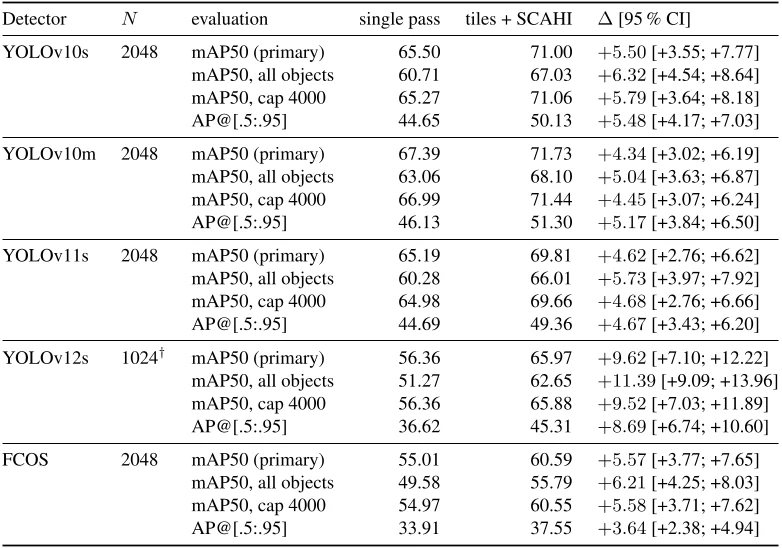 Detector N evaluation single pass tiles + SCAHI Δ [95 % CI]
YOLOv10s 2048 mAP50 (primary) 65.50 71.00 +5.50 [+3.55; +7.77]
mAP50, all objects 60.71 67.03 +6.32 [+4.54; +8.64]
mAP50, cap 4000 65.27 71.06 +5.79 [+3.64; +8.18]
AP@[.5:.95] 44.65 50.13 +5.48 [+4.17; +7.03]
YOLOv10m 2048 mAP50 (primary) 67.39 71.73 +4.34 [+3.02; +6.19]
mAP50, all objects 63.06 68.10 +5.04 [+3.63; +6.87]
mAP50, cap 4000 66.99 71.44 +4.45 [+3.07; +6.24]
AP@[.5:.95] 46.13 51.30 +5.17 [+3.84; +6.50]
YOLOv11s 2048 mAP50 (primary) 65.19 69.81 +4.62 [+2.76; +6.62]
mAP50, all objects 60.28 66.01 +5.73 [+3.97; +7.92]
mAP50, cap 4000 64.98 69.66 +4.68 [+2.76; +6.66]
AP@[.5:.95] 44.69 49.36 +4.67 [+3.43; +6.20]
YOLOv12s 1024† mAP50 (primary) 56.36 65.97 +9.62 [+7.10; +12.22]
mAP50, all objects 51.27 62.65 +11.39 [+9.09; +13.96]
mAP50, cap 4000 56.36 65.88 +9.52 [+7.03; +11.89]
AP@[.5:.95] 36.62 45.31 +8.69 [+6.74; +10.60]
FCOS 2048 mAP50 (primary) 55.01 60.59 +5.57 [+3.77; +7.65]
mAP50, all objects 49.58 55.79 +6.21 [+4.25; +8.03]
mAP50, cap 4000 54.97 60.55 +5.58 [+3.71; +7.62]
AP@[.5:.95] 33.91 37.55 +3.64 [+2.38; +4.94]